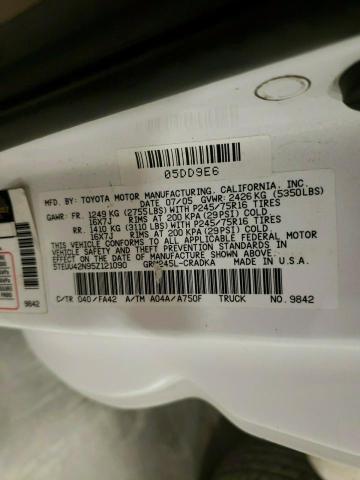 05DD9E6
MFD. BY TOYOTA MOTOR MANUFACTURING, CALIFORNIA, INC.
DATE 07/05 GVWR 2426 KG (5350LBS)
GAWR: FR. 1249 KG (2755LBS) WITH P245/75R16 TIRES
16X7J RIMS AT 200 KPA (29PSI) COLD
RR. 1410 KG (3110 LBS) WITH P245/75R16 TIRES
16X7J RIMS AT 200 KPA (29PSI) COLD
THIS VEHICLE CONFORMS TO ALL APPLICABLE FEDERAL MOTOR
VEHICLE SAFETY AND THEFT PREVENTION STANDARDS IN
EFFECT ON THE DATE OF MANUFACTURE SHOWN ABOVE.
5TEUU42N95Z121090 GRN245L-CRADKA MADE IN U.S.A.
C/TR 040/FA42 A/TM A04A/A750F TRUCK NO. 9842
9842